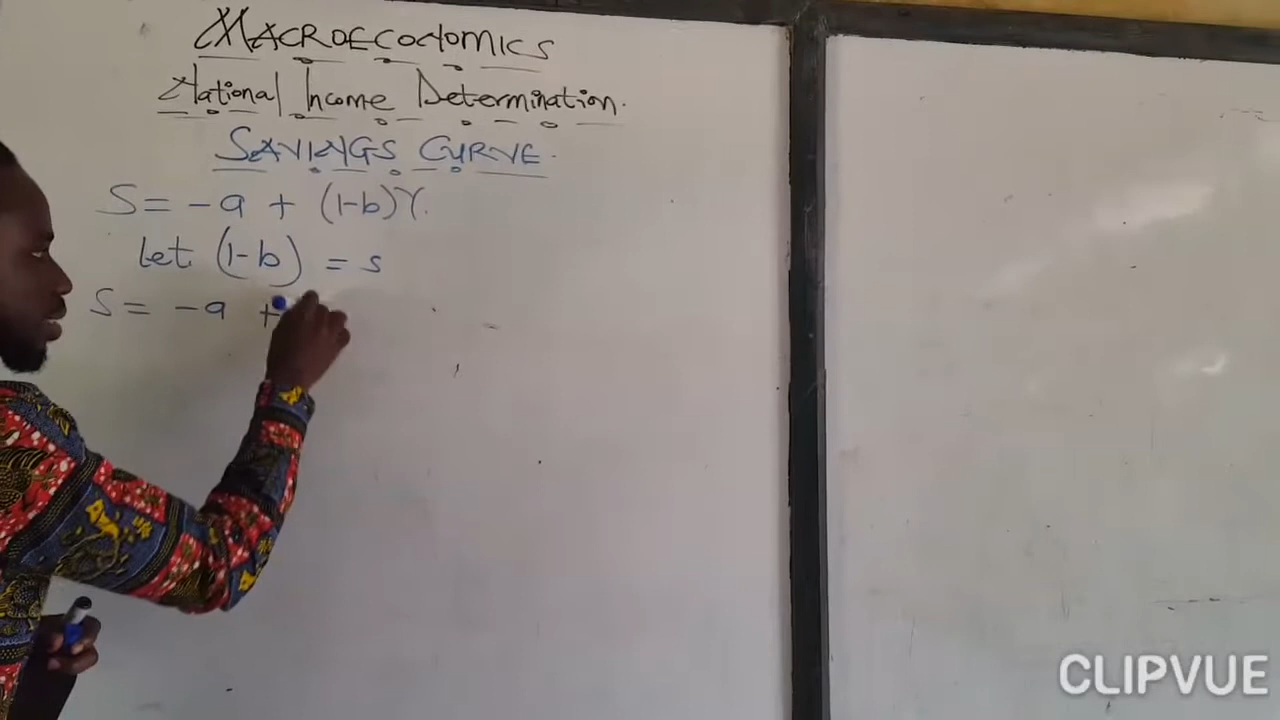 MACROECONOMICS
National Income Determination.
SAVINGS CURVE.
S = -a + (1-b)Y.
let (1-b) = s
S = -a +
CLIPVUE